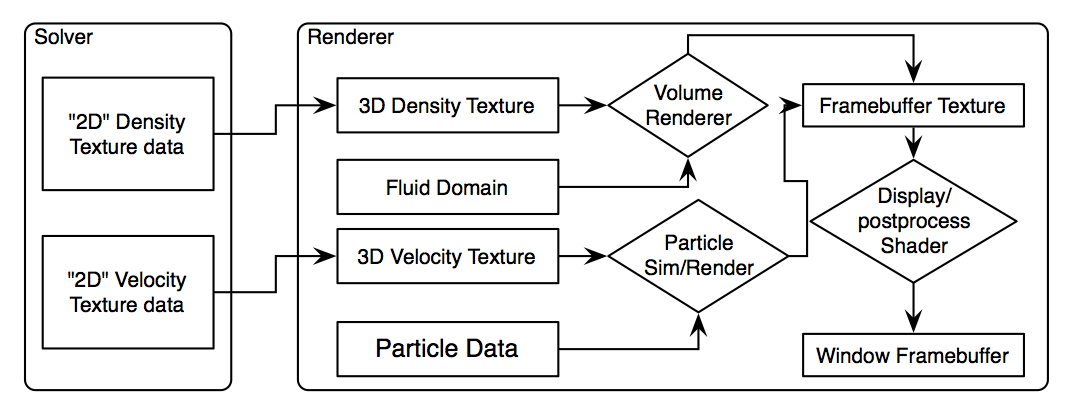 Solver
"2D" Density
Texture data
"2D" Velocity
Texture data
Renderer
3D Density Texture
Fluid Domain
3D Velocity Texture
Particle Data
Volume
Renderer
Particle
Sim/Render
Framebuffer Texture
Display/
postprocess
Shader
Window Framebuffer